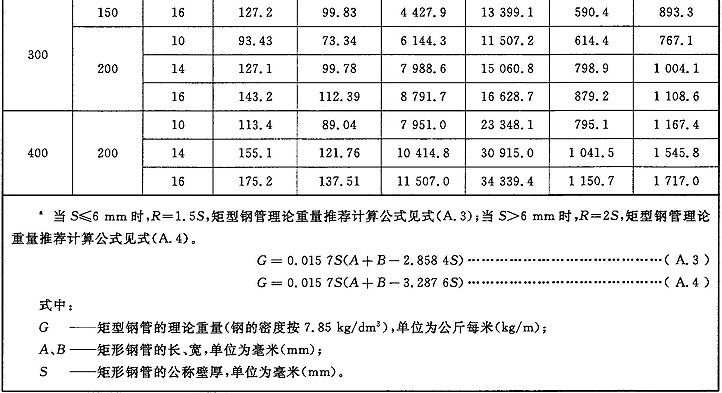 150 16 127.2 99.83 4 427.9 13 399.1 590.4 893.3
10 93.43 73.34 6 144.3 11 507.2 614.4 767.1
300 200 14 127.1 99.78 7 988.6 15 060.8 798.9 1 004.1
16 143.2 112.39 8 791.7 16 628.7 879.2 1 108.6
10 113.4 89.04 7 951.0 23 348.1 795.1 1 167.4
400 200 14 155.1 121.76 10 414.8 30 915.0 1 041.5 1 545.8
16 175.2 137.51 11 507.0 34 339.4 1 150.7 1 717.0
ᵃ 当 S≤6 mm 时,R=1.5S,矩型钢管理论重量推荐计算公式见式(A.3);当 S>6 mm 时,R=2S,矩型钢管理论
重量推荐计算公式见式(A.4)。
G=0.015 7S(A+B-2.858 4S) ……………………………( A.3 )
G=0.015 7S(A+B-3.287 6S) ……………………………( A.4 )
式中:
G ——矩型钢管的理论重量(钢的密度按 7.85 kg/dm³),单位为公斤每米(kg/m);
A、B——矩形钢管的长、宽,单位为毫米(mm);
S ——矩形钢管的公称壁厚,单位为毫米(mm)。